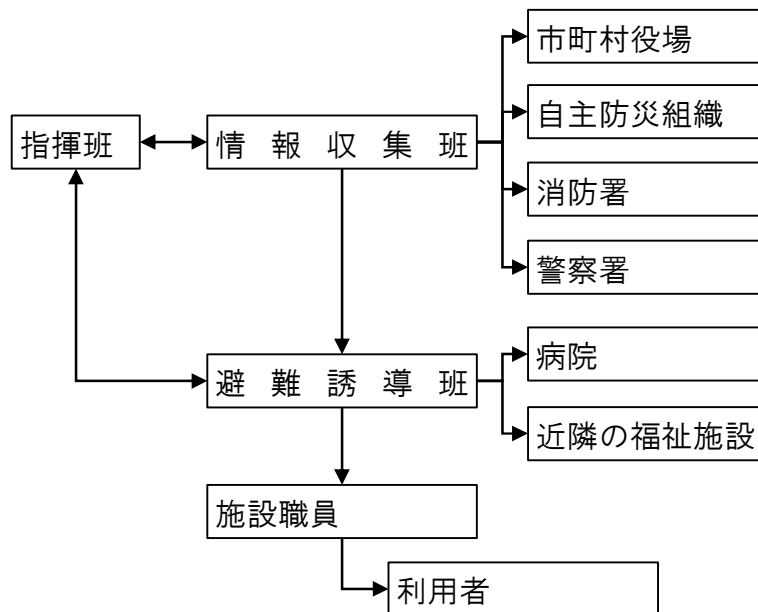 市町村役場
自主防災組織
指揮班
情報収集班
消防署
警察署
病院
避難誘導班
近隣の福祉施設
施設職員
利用者